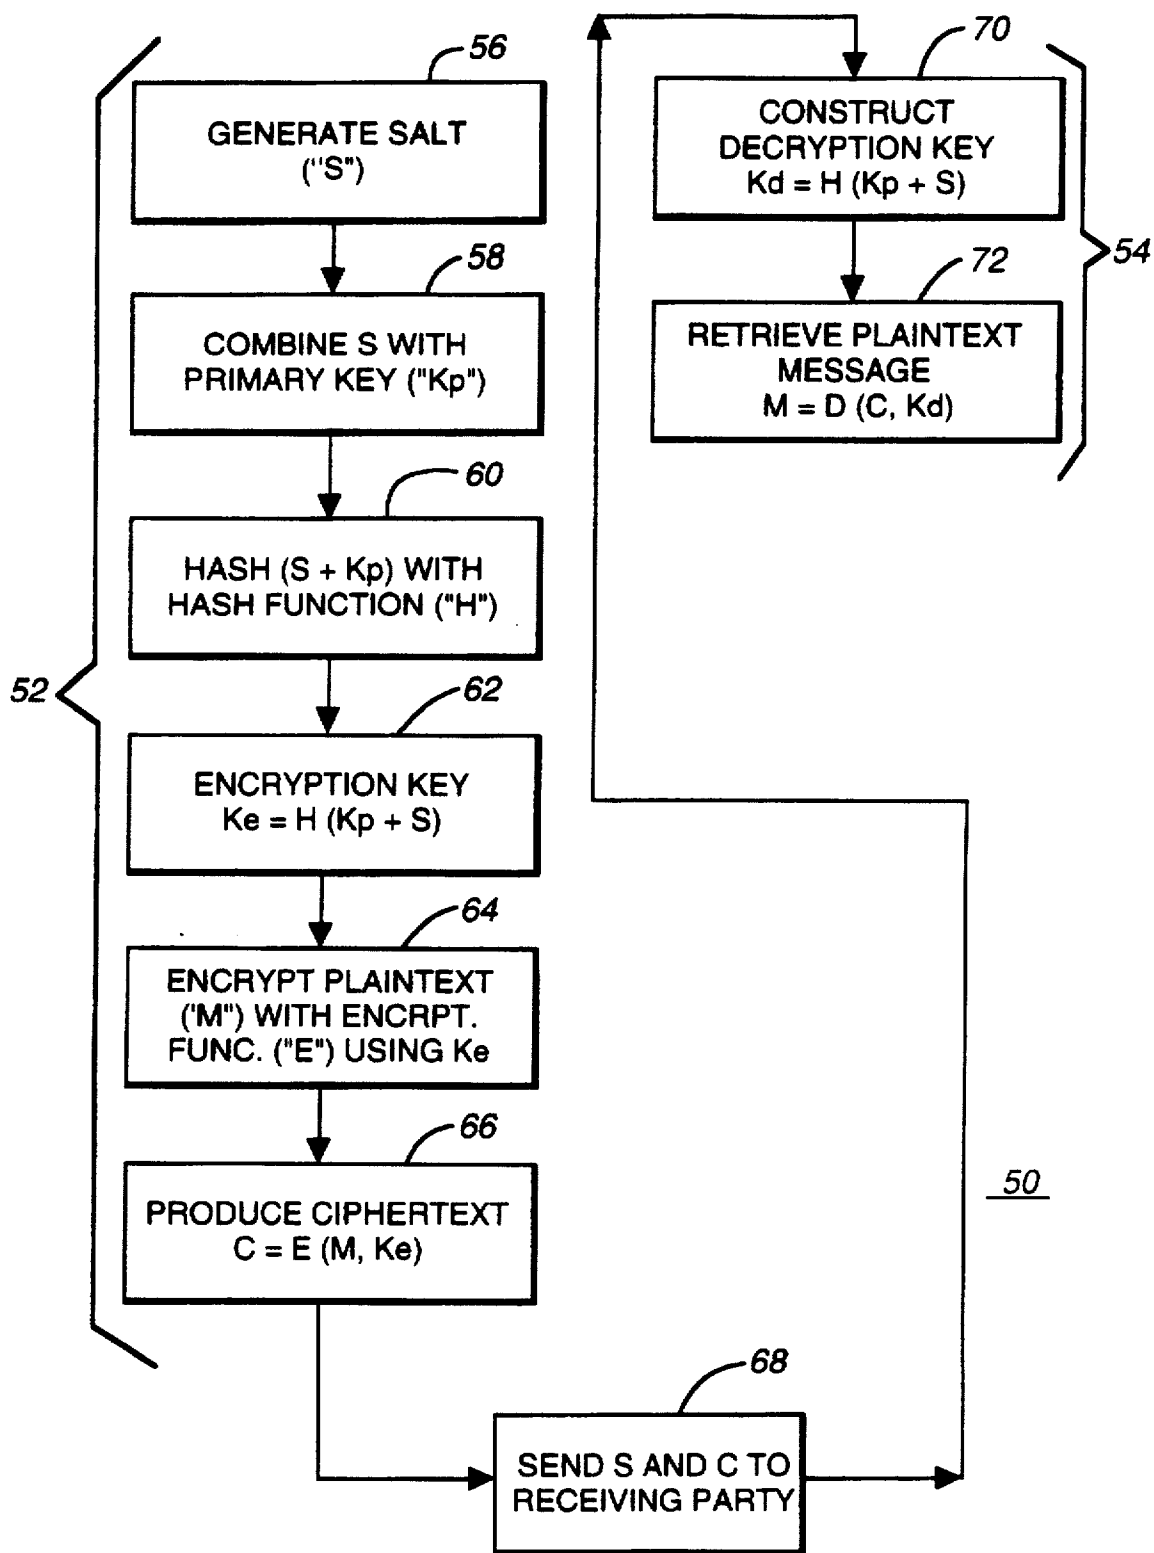 56
GENERATE SALT
("S")
58
COMBINE S WITH
PRIMARY KEY ("Kp")
60
HASH (S + Kp) WITH
HASH FUNCTION ("H")
52
62
ENCRYPTION KEY
Ke = H (Kp + S)
64
ENCRYPT PLAINTEXT
('M") WITH ENCRPT.
FUNC. ("E") USING Ke
66
PRODUCE CIPHERTEXT
C = E (M, Ke)
68
SEND S AND C TO
RECEIVING PARTY
70
CONSTRUCT
DECRYPTION KEY
Kd = H (Kp + S)
54
72
RETRIEVE PLAINTEXT
MESSAGE
M = D (C, Kd)
50